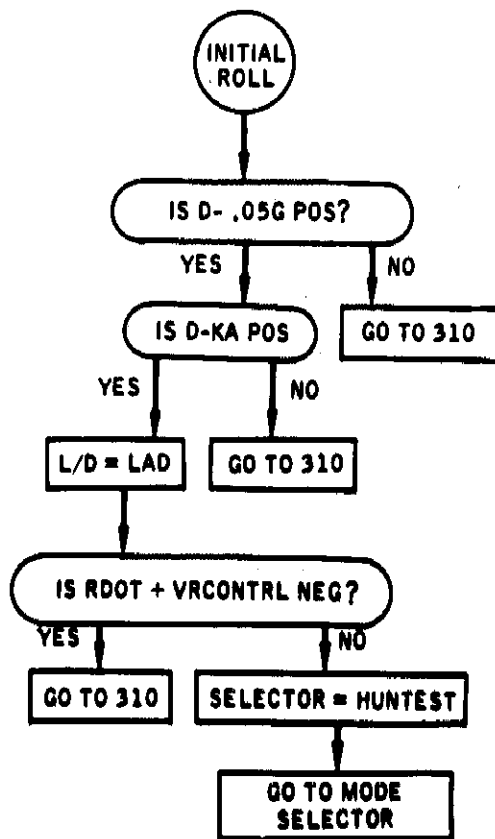 INITIAL
ROLL
IS D- .05G POS?
YES
NO
IS D-KA POS
GO TO 310
YES
NO
L/D = LAD
GO TO 310
IS RDOT + VRCONTRL NEG?
YES
NO
GO TO 310
SELECTOR = HUNTEST
GO TO MODE
SELECTOR